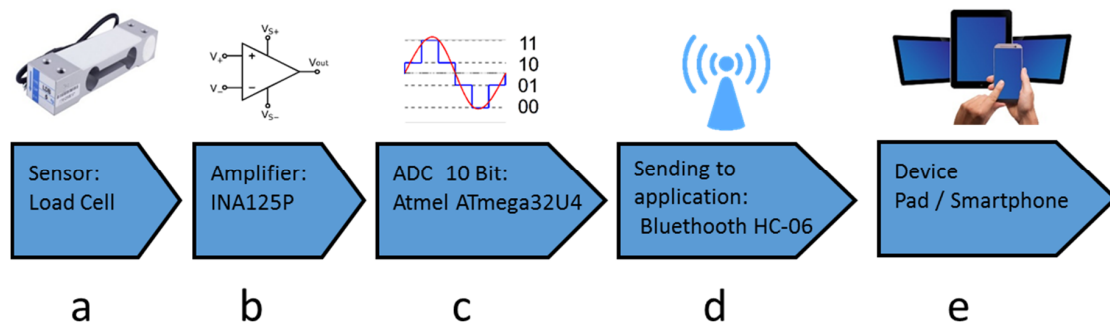 V+
V−
VS+
VS−
Vout
+
−
11
10
01
00
Sensor:
Load Cell
Amplifier:
INA125P
ADC 10 Bit:
Atmel ATmega32U4
Sending to
application:
Bluethooth HC-06
Device
Pad / Smartphone
a
b
c
d
e